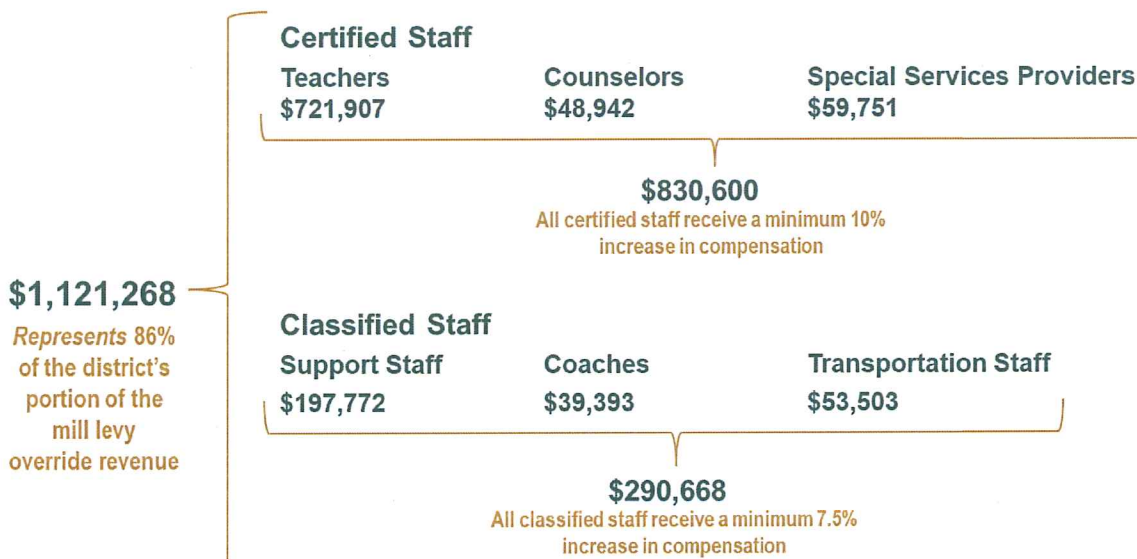 Certified Staff
Teachers Counselors Special Services Providers
$721,907 $48,942 $59,751
$830,600
All certified staff receive a minimum 10%
increase in compensation
$1,121,268
Represents 86%
of the district's
portion of the
mill levy
override revenue
Classified Staff
Support Staff Coaches Transportation Staff
$197,772 $39,393 $53,503
$290,668
All classified staff receive a minimum 7.5%
increase in compensation